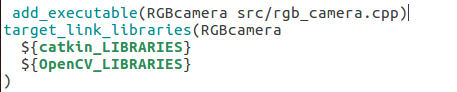 add_executable(RGBcamera src/rgb_camera.cpp)
target_link_libraries(RGBcamera
  ${catkin_LIBRARIES}
  ${OpenCV_LIBRARIES}
)